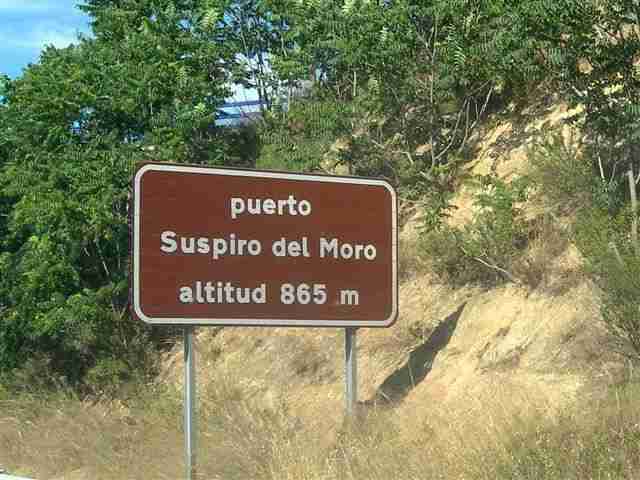 puerto
Suspiro del Moro
altitud 865 m